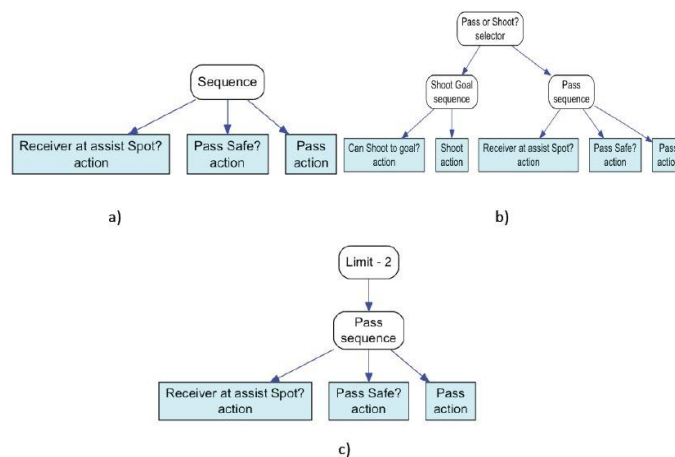 Sequence
Receiver at assist Spot?
action
Pass Safe?
action
Pass
action
a)
Pass or Shoot?
selector
Shoot Goal
sequence
Pass
sequence
Can Shoot to goal?
action
Shoot
action
Receiver at assist Spot?
action
Pass Safe?
action
Pass
action
b)
Limit - 2
Pass
sequence
Receiver at assist Spot?
action
Pass Safe?
action
Pass
action
c)